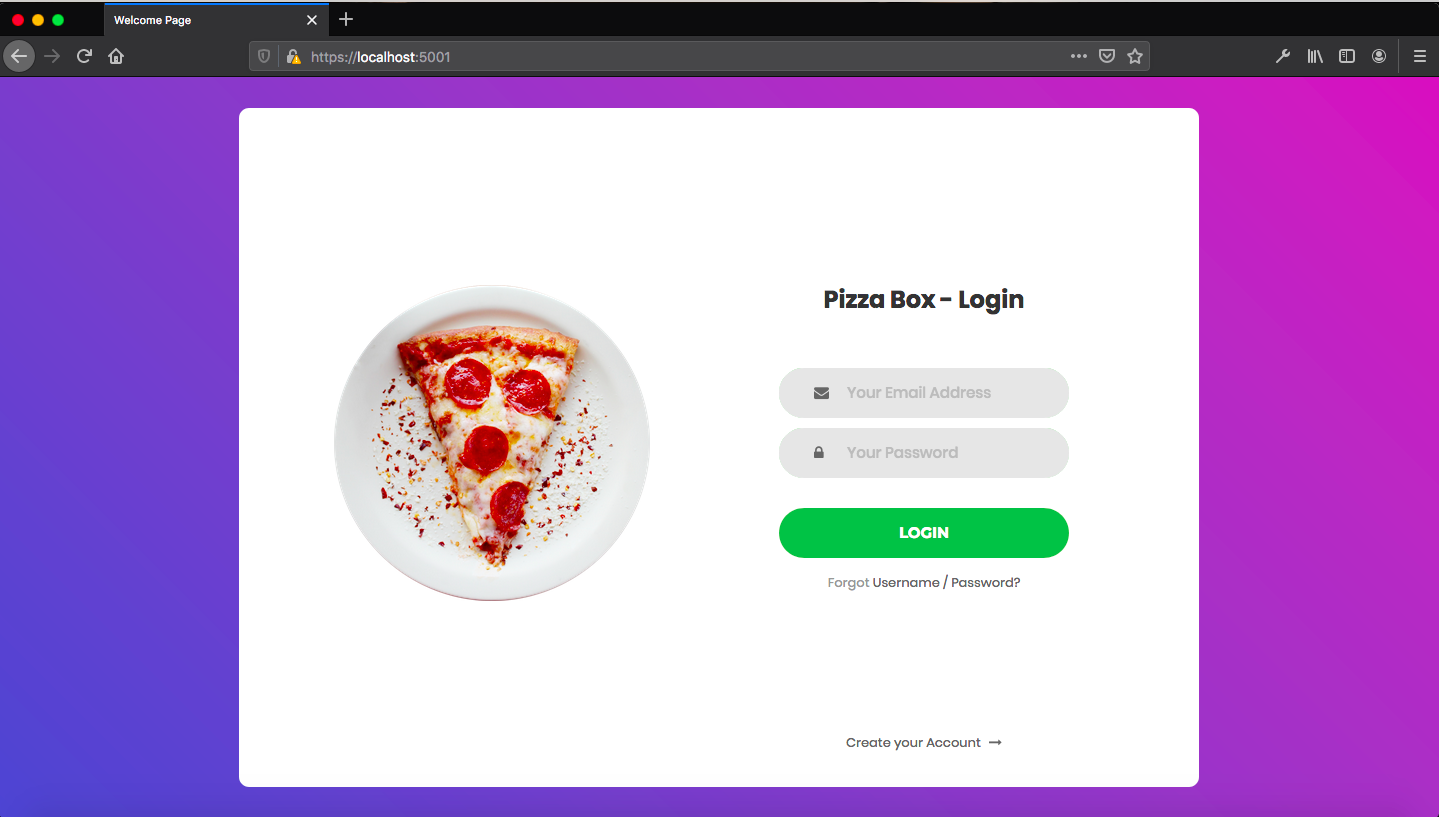 Welcome Page
https://localhost:5001
Pizza Box - Login
Your Email Address
Your Password
LOGIN
Forgot Username / Password?
Create your Account →